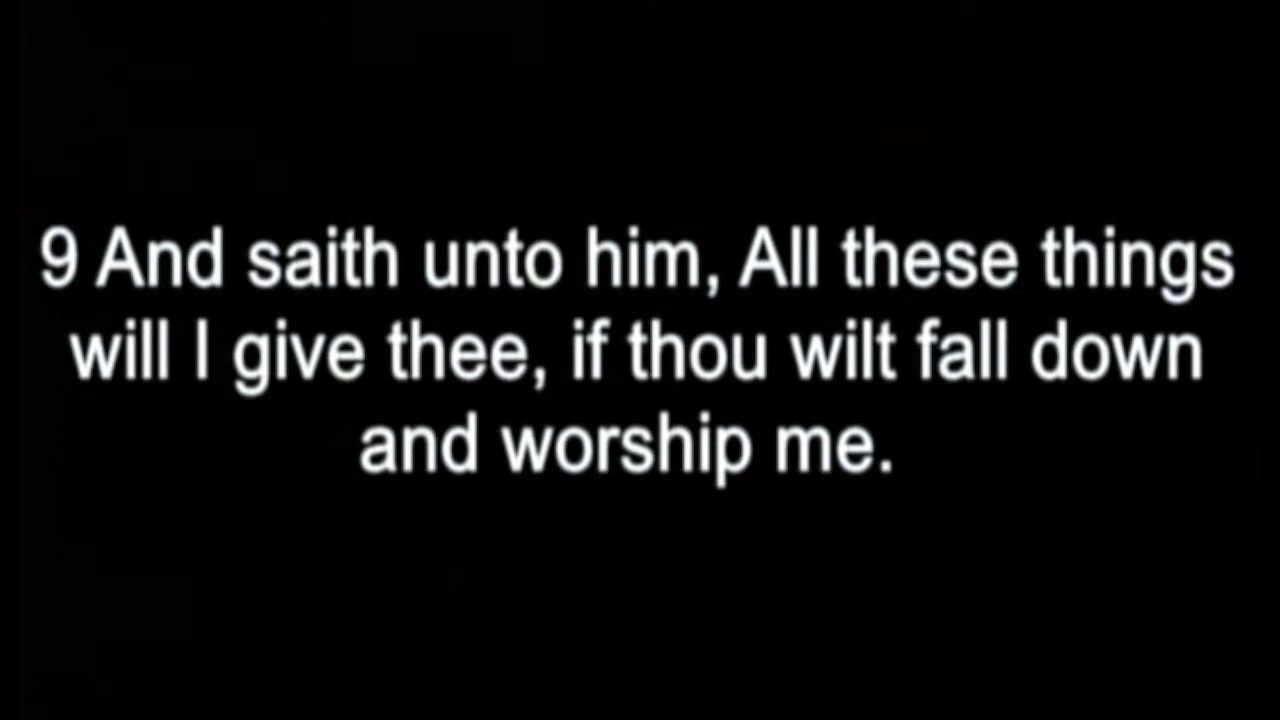 9 And saith unto him, All these things
will I give thee, if thou wilt fall down
and worship me.